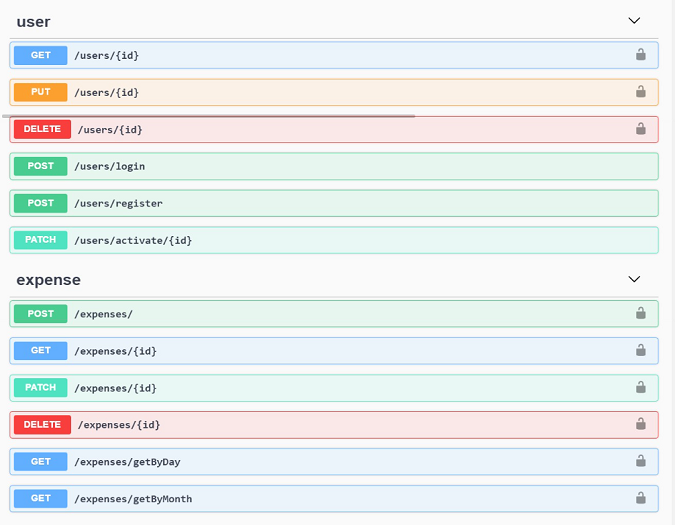 user
GET /users/{id}
PUT /users/{id}
DELETE /users/{id}
POST /users/login
POST /users/register
PATCH /users/activate/{id}
expense
POST /expenses/
GET /expenses/{id}
PATCH /expenses/{id}
DELETE /expenses/{id}
GET /expenses/getByDay
GET /expenses/getByMonth